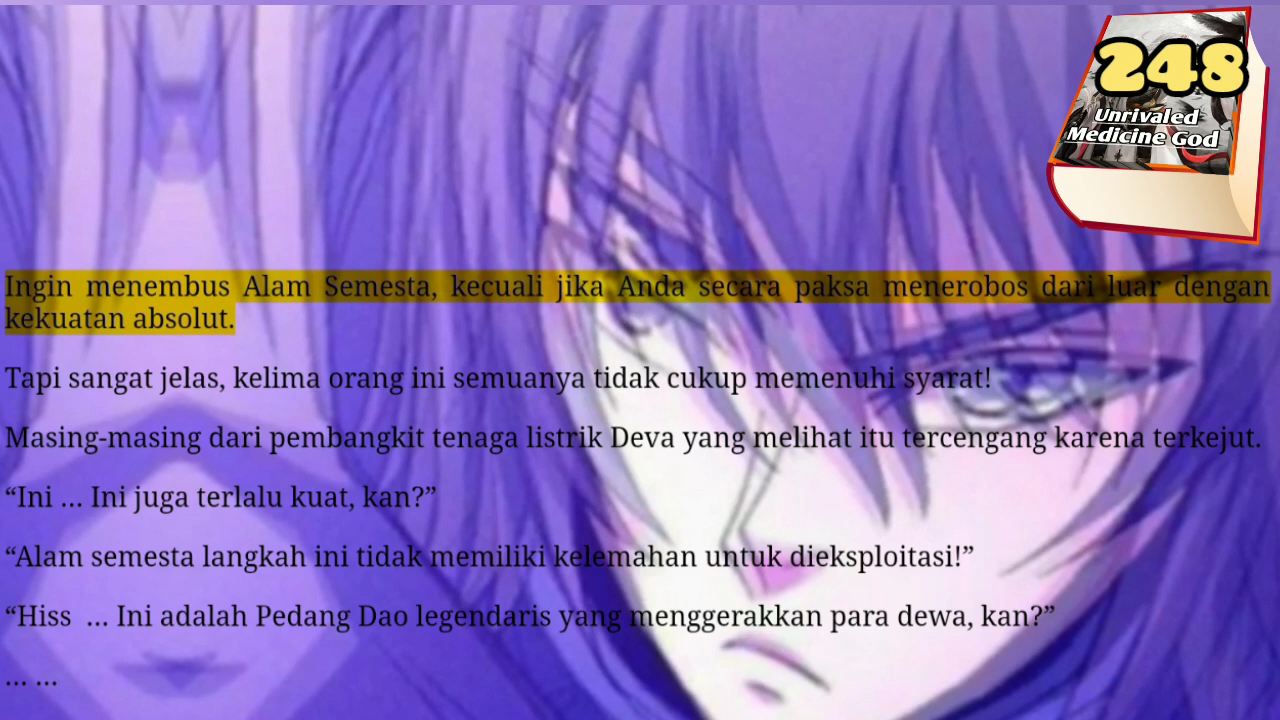 248
Unrivaled
Medicine God
Ingin menembus Alam Semesta, kecuali jika Anda secara paksa menerobos dari luar dengan
kekuatan absolut.
Tapi sangat jelas, kelima orang ini semuanya tidak cukup memenuhi syarat!
Masing-masing dari pembangkit tenaga listrik Deva yang melihat itu tercengang karena terkejut.
“Ini ... Ini juga terlalu kuat, kan?”
“Alam semesta langkah ini tidak memiliki kelemahan untuk dieksploitasi!”
“Hiss ... Ini adalah Pedang Dao legendaris yang menggerakkan para dewa, kan?”
... ...